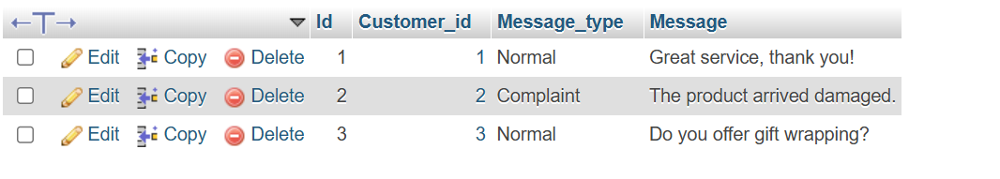 Id Customer_id Message_type Message
Edit Copy Delete 1 1 Normal Great service, thank you!
Edit Copy Delete 2 2 Complaint The product arrived damaged.
Edit Copy Delete 3 3 Normal Do you offer gift wrapping?